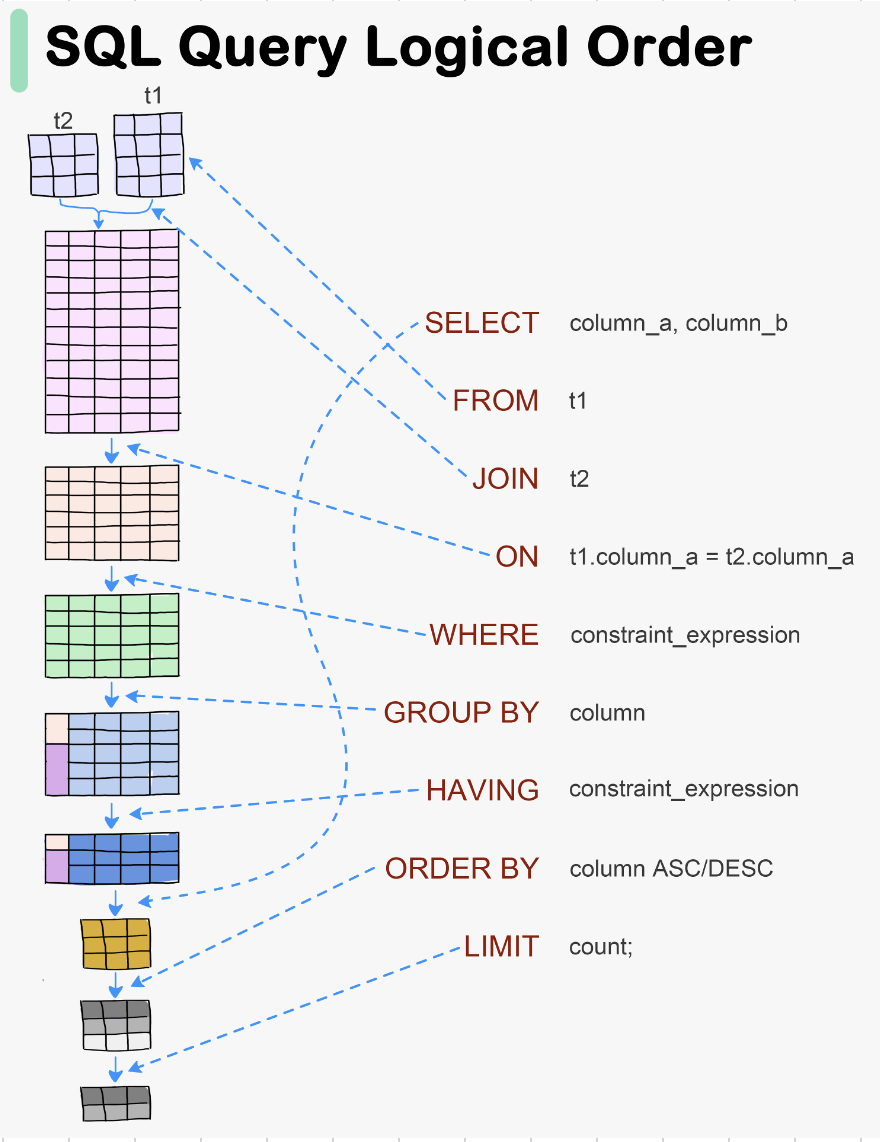 SQL Query Logical Order
t1
t2
SELECT column_a, column_b
FROM t1
JOIN t2
ON t1.column_a = t2.column_a
WHERE constraint_expression
GROUP BY column
HAVING constraint_expression
ORDER BY column ASC/DESC
LIMIT count;